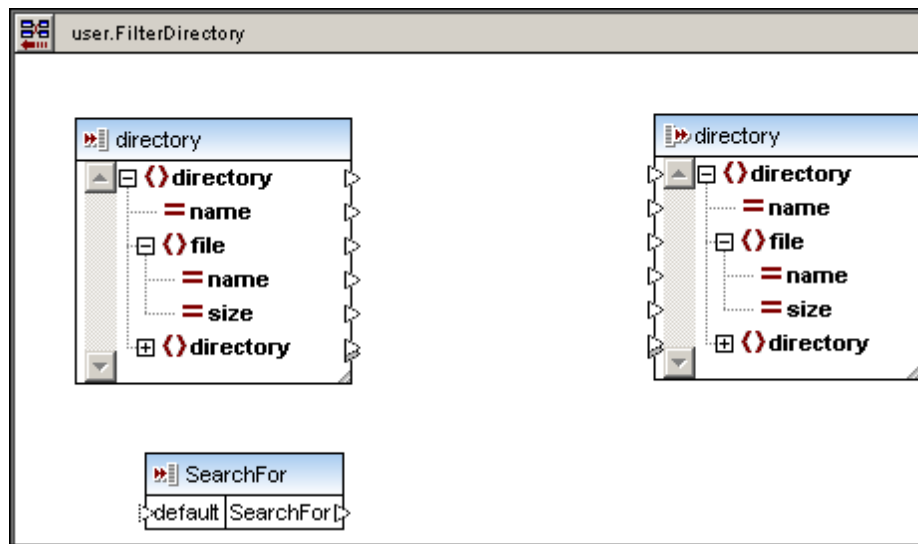 user.FilterDirectory
directory
directory
name
file
name
size
directory
directory
directory
name
file
name
size
directory
SearchFor
default SearchFor